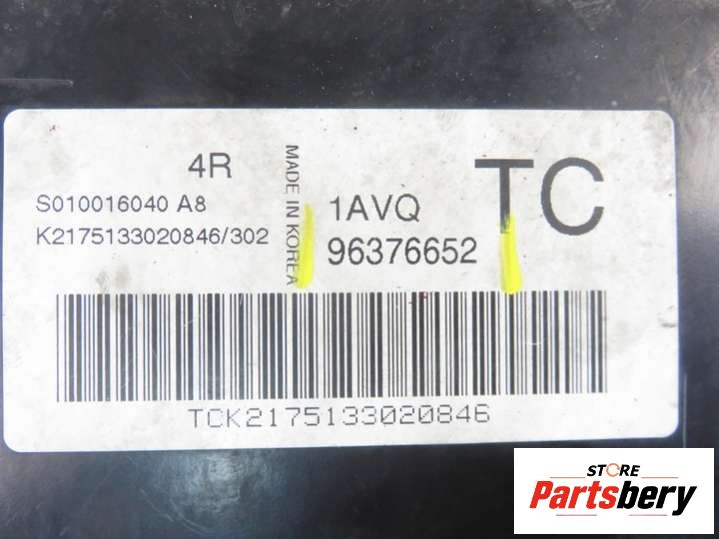 4R
S010016040 A8
K2175133020846/302
MADE IN KOREA
1AVQ
96376652
TC
TCK2175133020846
STORE
Partsbery